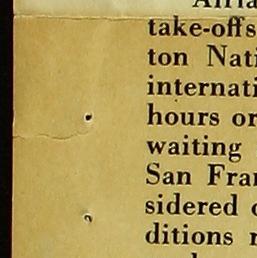 take-offs
ton Nati
internati
hours or
waiting
San Fran
sidered
ditions